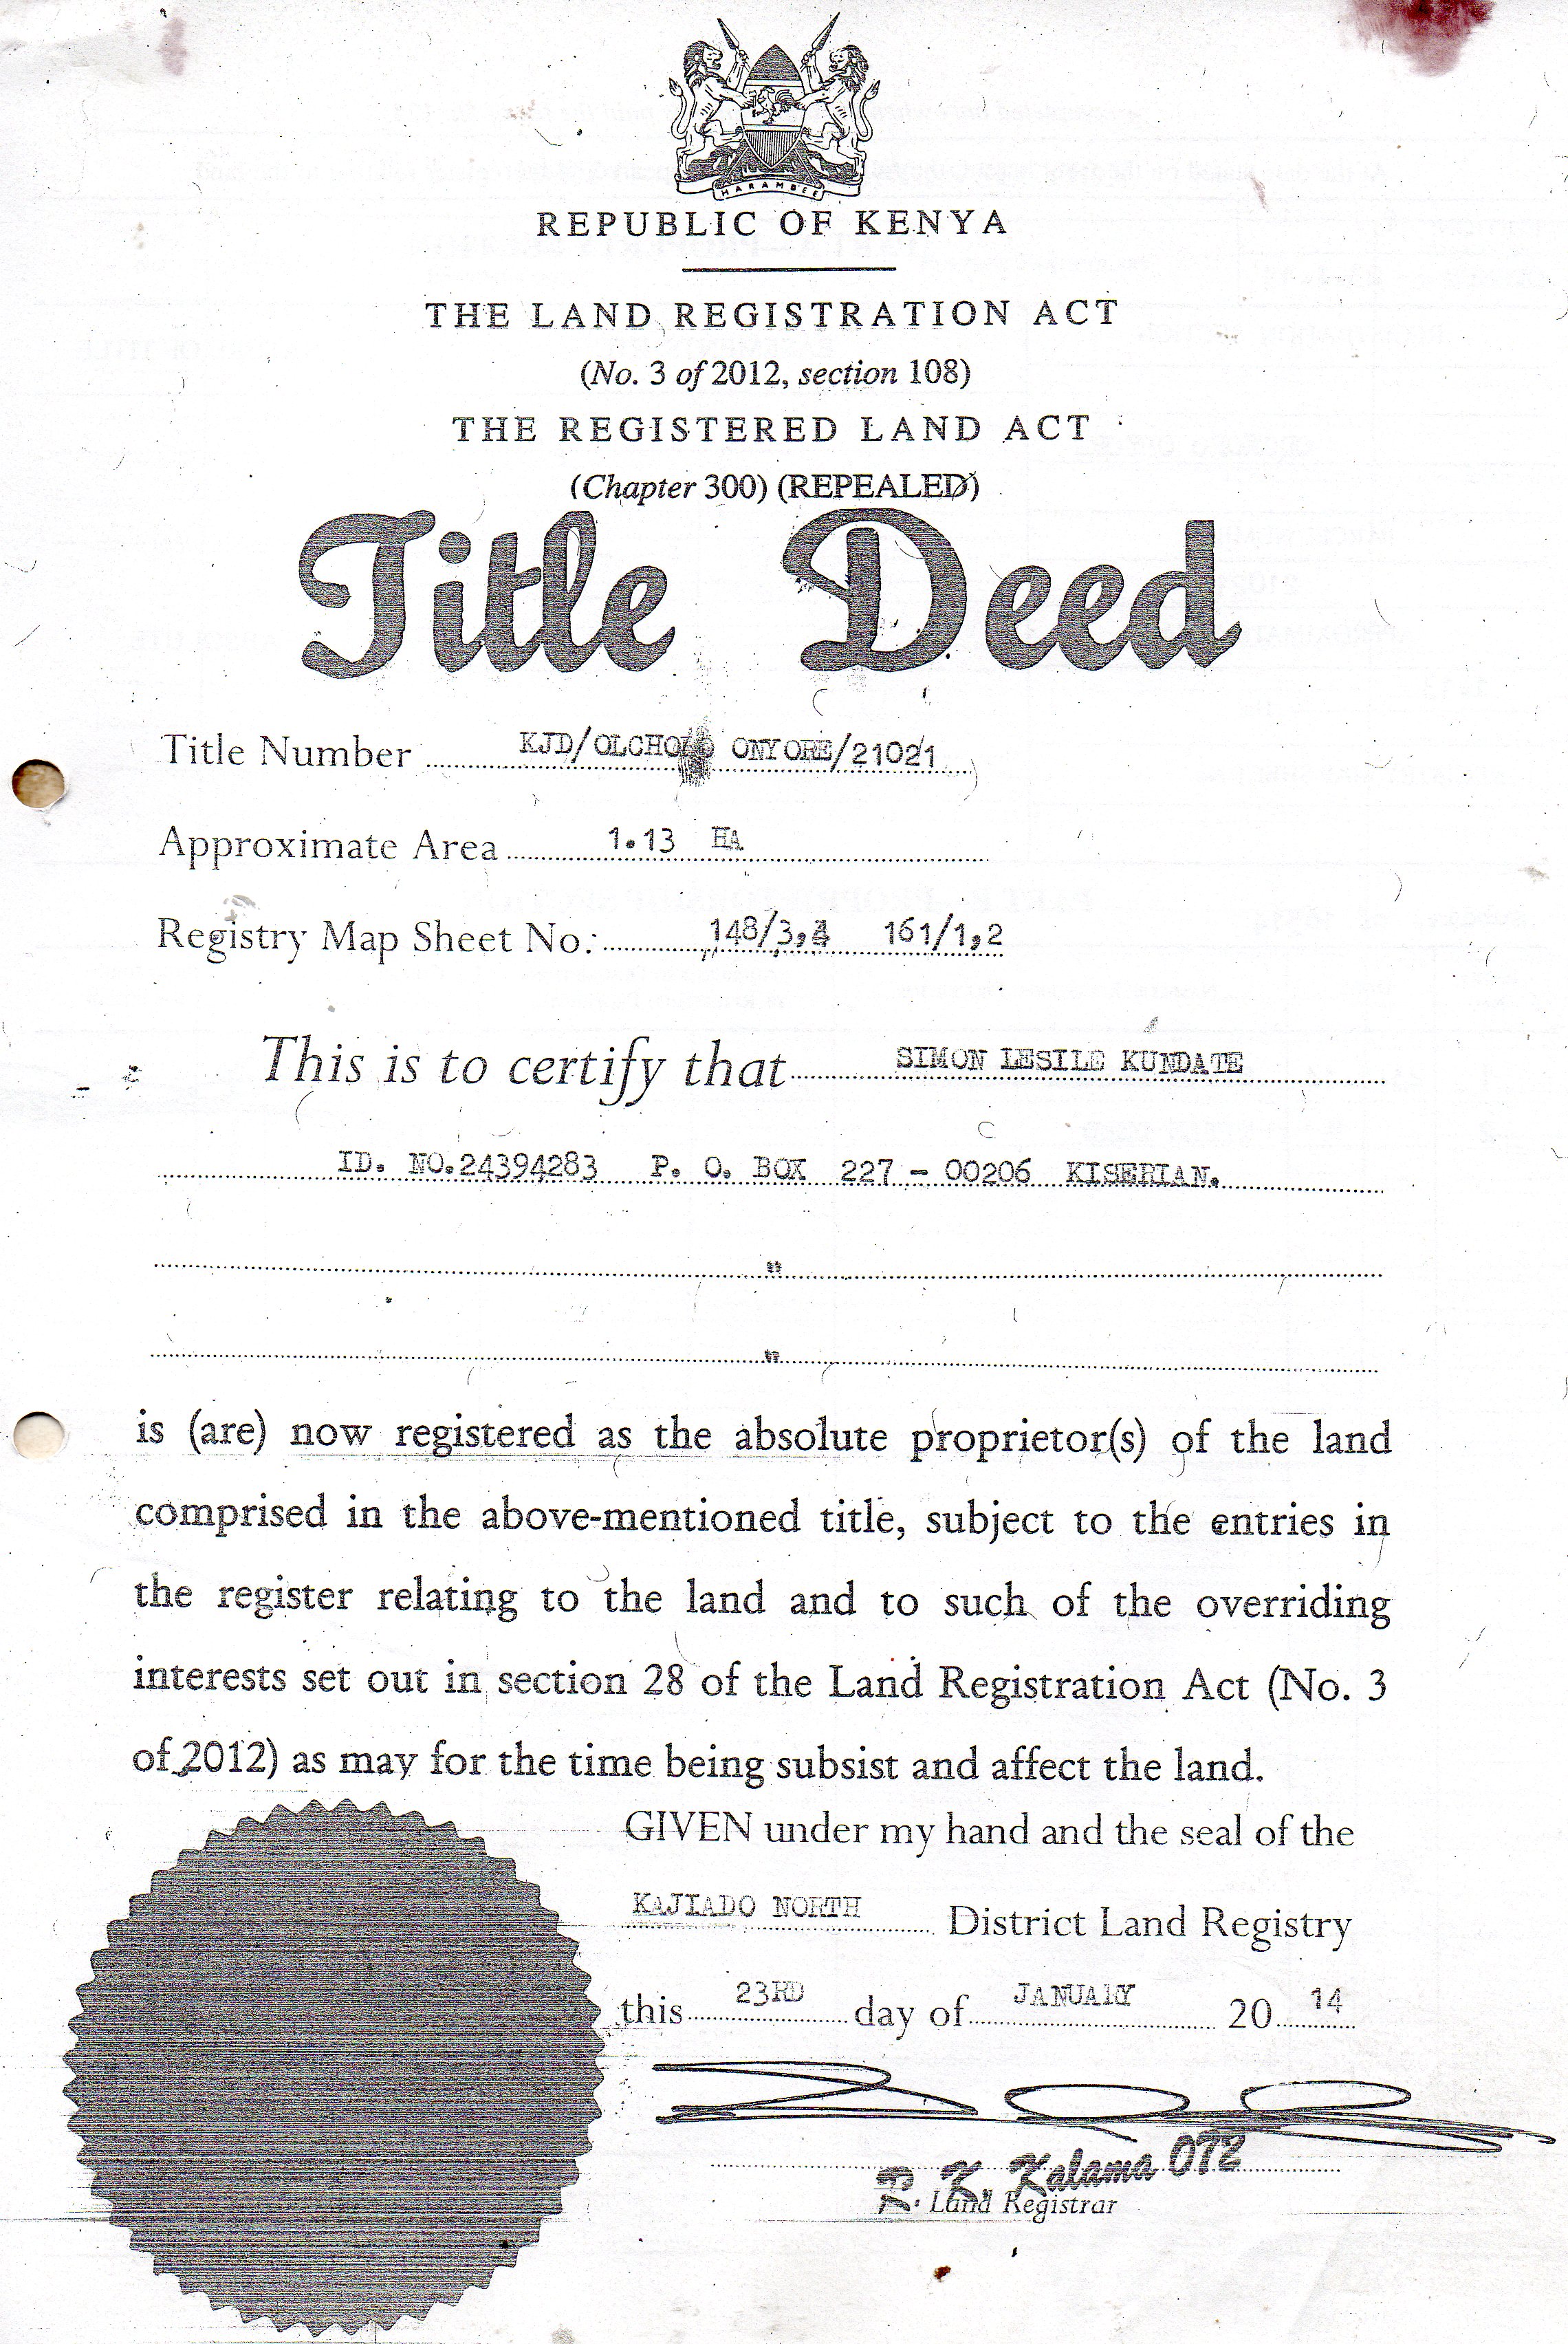 HARAMBEE
REPUBLIC OF KENYA
THE LAND REGISTRATION ACT
(No. 3 of 2012, section 108)
THE REGISTERED LAND ACT
(Chapter 300) (REPEALED)
Title Deed
Title Number KJD/OLCHORO ONYORE/21021
Approximate Area 1.13 HA
Registry Map Sheet No. 148/3,4 161/1,2
This is to certify that SIMON LESILE KUNDATE
ID. NO.24394283 P. O. BOX 227 - 00206 KISERIAN.
"
"
is (are) now registered as the absolute proprietor(s) of the land
comprised in the above-mentioned title, subject to the entries in
the register relating to the land and to such of the overriding
interests set out in section 28 of the Land Registration Act (No. 3
of 2012) as may for the time being subsist and affect the land.
GIVEN under my hand and the seal of the
KAJIADO NORTH District Land Registry
this 23RD day of JANUARY 20 14
K. Kalama 072
Land Registrar